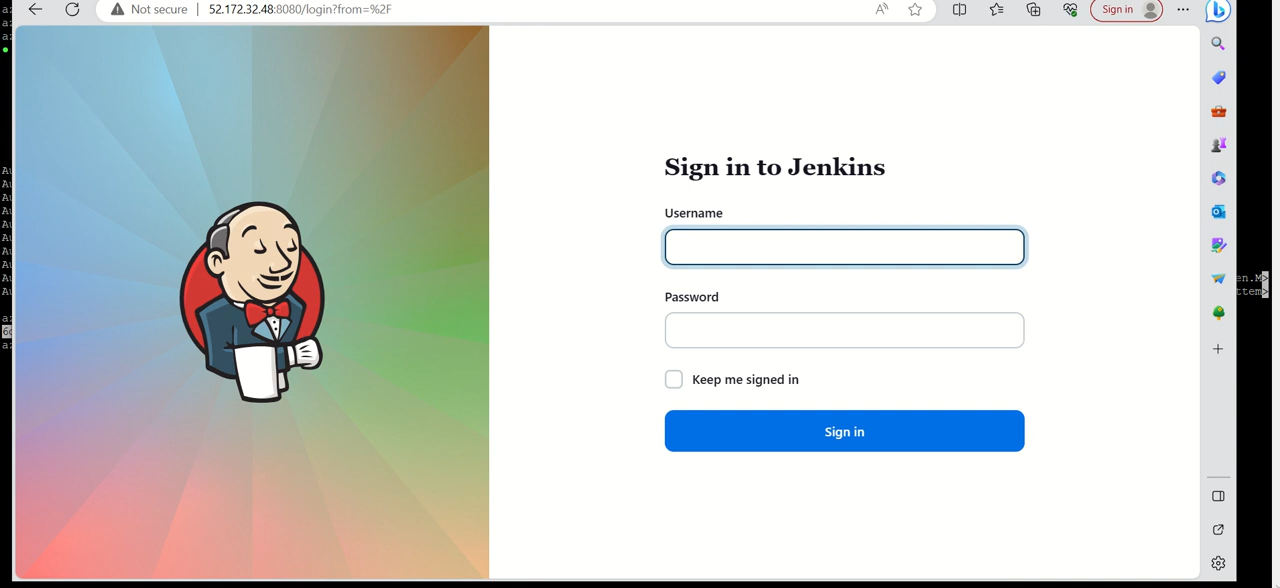 Not secure
52.172.32.48:8080/login?from=%2F
Sign in
Sign in to Jenkins
Username
Password
Keep me signed in
Sign in